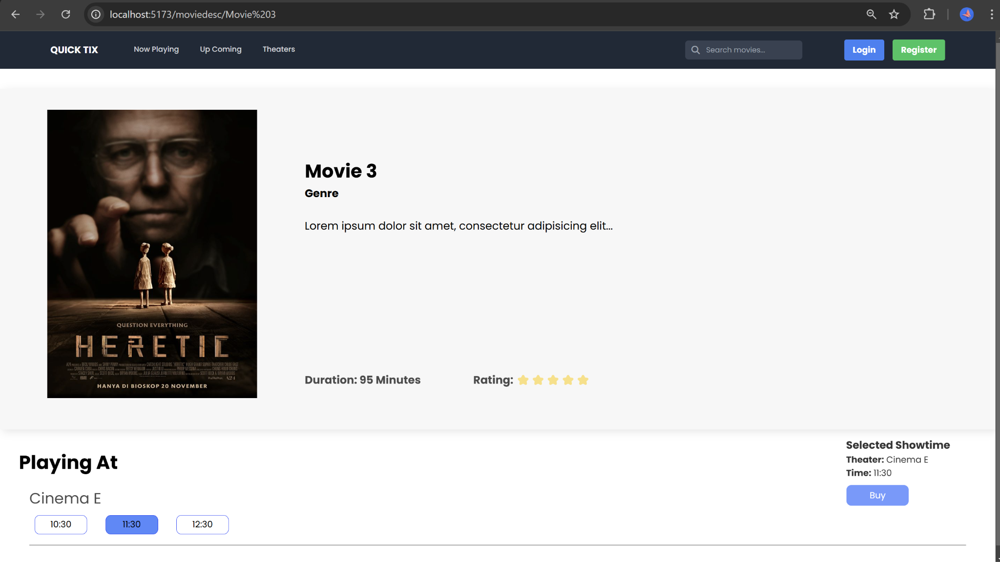 localhost:5173/moviedesc/Movie%203
QUICK TIX
Now Playing
Up Coming
Theaters
Search movies...
Login
Register
Movie 3
Genre
Lorem ipsum dolor sit amet, consectetur adipisicing elit...
QUESTION EVERYTHING
HERETIC
HANYA DI BIOSKOP 20 NOVEMBER
Duration: 95 Minutes
Rating:
Playing At
Cinema E
10:30
11:30
12:30
Selected Showtime
Theater: Cinema E
Time: 11:30
Buy